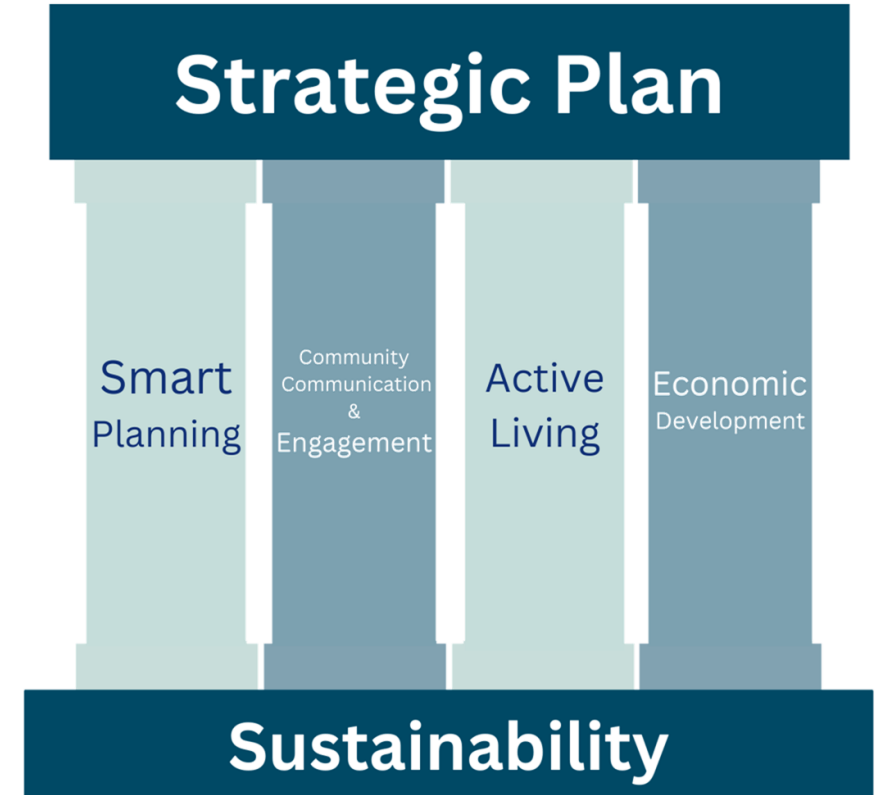 Strategic Plan
Smart
Planning
Community
Communication
&
Engagement
Active
Living
Economic
Development
Sustainability